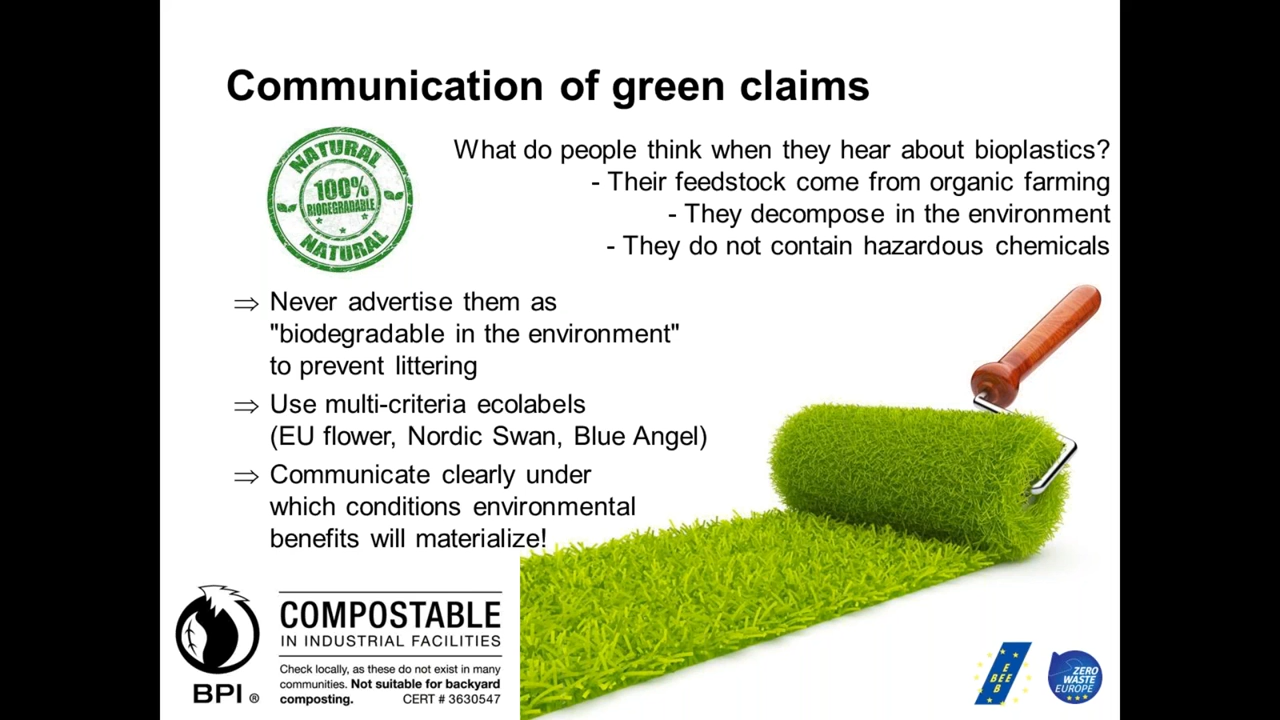 Communication of green claims
NATURAL
100%
BIODEGRADABLE
NATURAL
What do people think when they hear about bioplastics?
- Their feedstock come from organic farming
- They decompose in the environment
- They do not contain hazardous chemicals
⇒ Never advertise them as
"biodegradable in the environment"
to prevent littering
⇒ Use multi-criteria ecolabels
(EU flower, Nordic Swan, Blue Angel)
⇒ Communicate clearly under
which conditions environmental
benefits will materialize!
BPI ®
COMPOSTABLE
IN INDUSTRIAL FACILITIES
Check locally, as these do not exist in many
communities. Not suitable for backyard
composting. CERT # 3630547
E
BEE
B
ZERO
WASTE
EUROPE